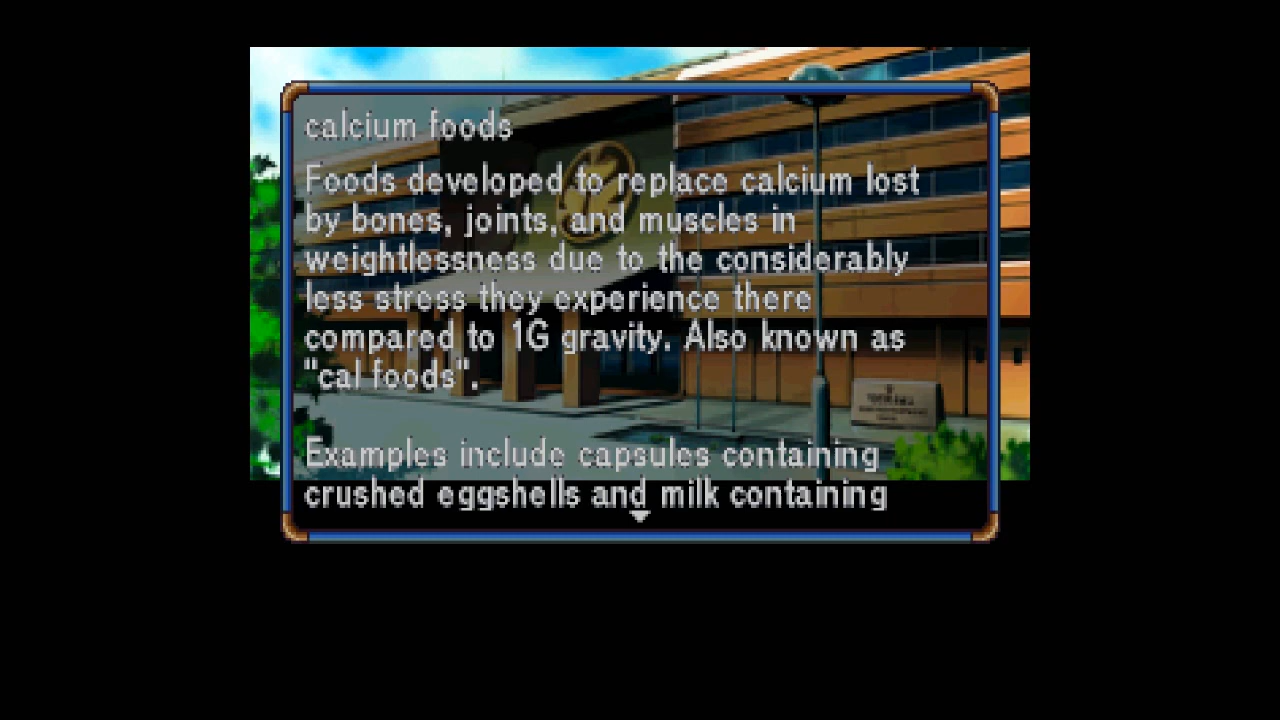 calcium foods
Foods developed to replace calcium lost
by bones, joints, and muscles in
weightlessness due to the considerably
less stress they experience there
compared to 1G gravity. Also known as
"cal foods".
Examples include capsules containing
crushed eggshells and milk containing